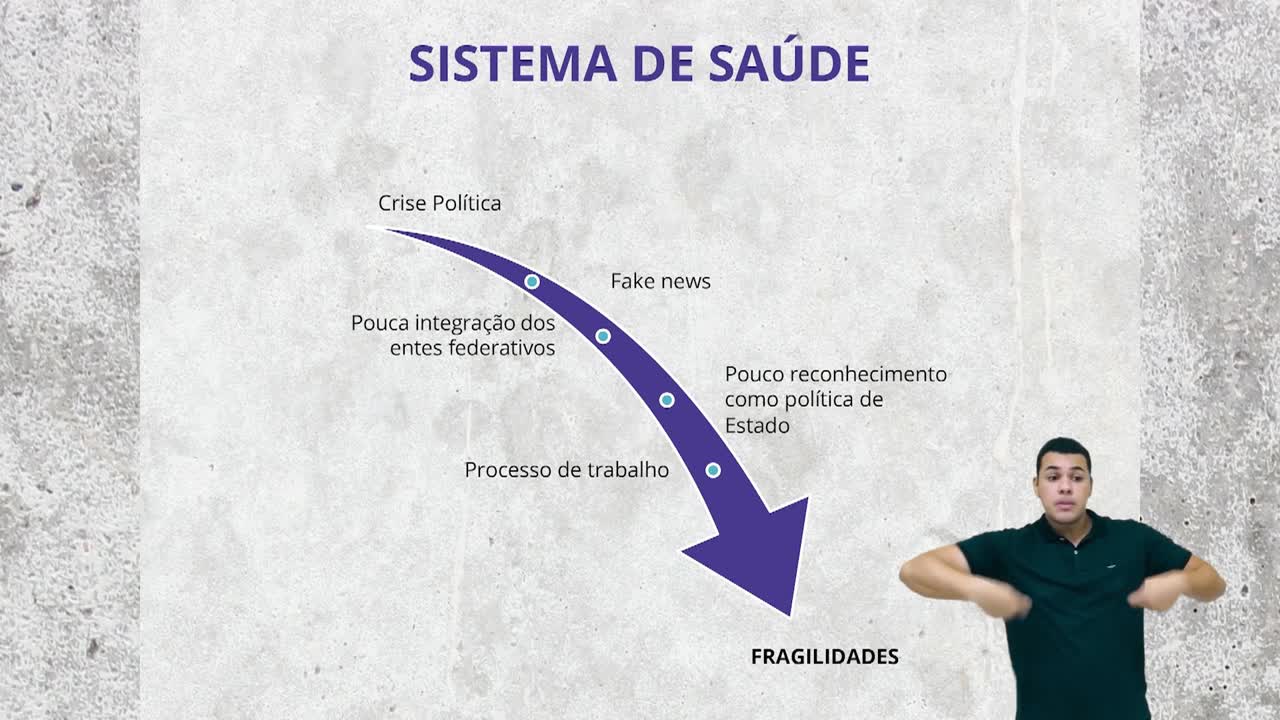 SISTEMA DE SAÚDE
Crise Política
Fake news
Pouca integração dos
entes federativos
Pouco reconhecimento
como política de
Estado
Processo de trabalho
FRAGILIDADES